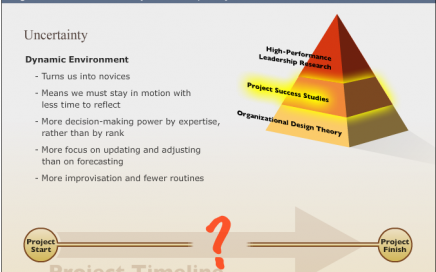 Uncertainty
Dynamic Environment
- Turns us into novices
- Means we must stay in motion with
less time to reflect
- More decision-making power by expertise,
rather than by rank
- More focus on updating and adjusting
than on forecasting
- More improvisation and fewer routines
High-Performance
Leadership Research
Project Success Studies
Organizational Design Theory
Project
Start
?
Project
Finish
Project Timeline